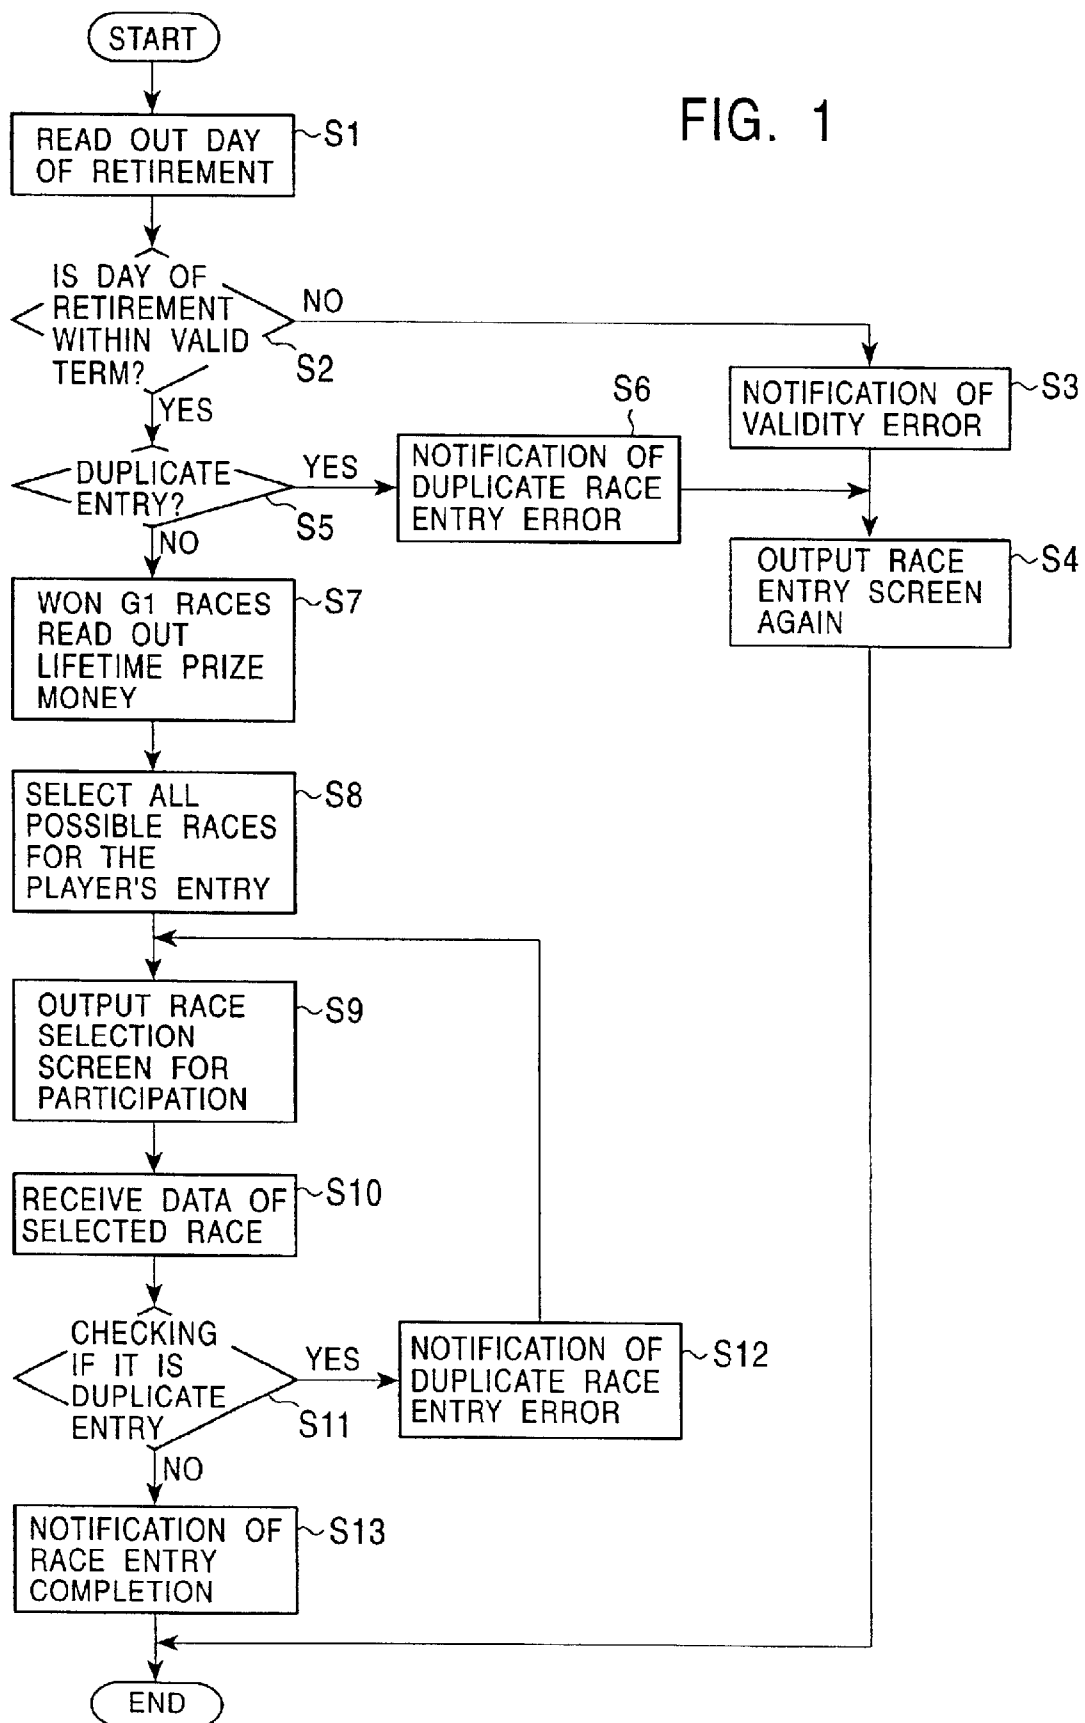 START
FIG. 1
READ OUT DAY
OF RETIREMENT
S1
IS DAY OF
RETIREMENT
WITHIN VALID
TERM?
S2
NO
YES
NOTIFICATION OF
VALIDITY ERROR
S3
DUPLICATE
ENTRY?
S5
YES
NO
S6
NOTIFICATION OF
DUPLICATE RACE
ENTRY ERROR
OUTPUT RACE
ENTRY SCREEN
AGAIN
S4
WON G1 RACES
READ OUT
LIFETIME PRIZE
MONEY
S7
SELECT ALL
POSSIBLE RACES
FOR THE
PLAYER'S ENTRY
S8
OUTPUT RACE
SELECTION
SCREEN FOR
PARTICIPATION
S9
RECEIVE DATA OF
SELECTED RACE
S10
CHECKING
IF IT IS
DUPLICATE
ENTRY
S11
YES
NO
NOTIFICATION OF
DUPLICATE RACE
ENTRY ERROR
S12
NOTIFICATION OF
RACE ENTRY
COMPLETION
S13
END